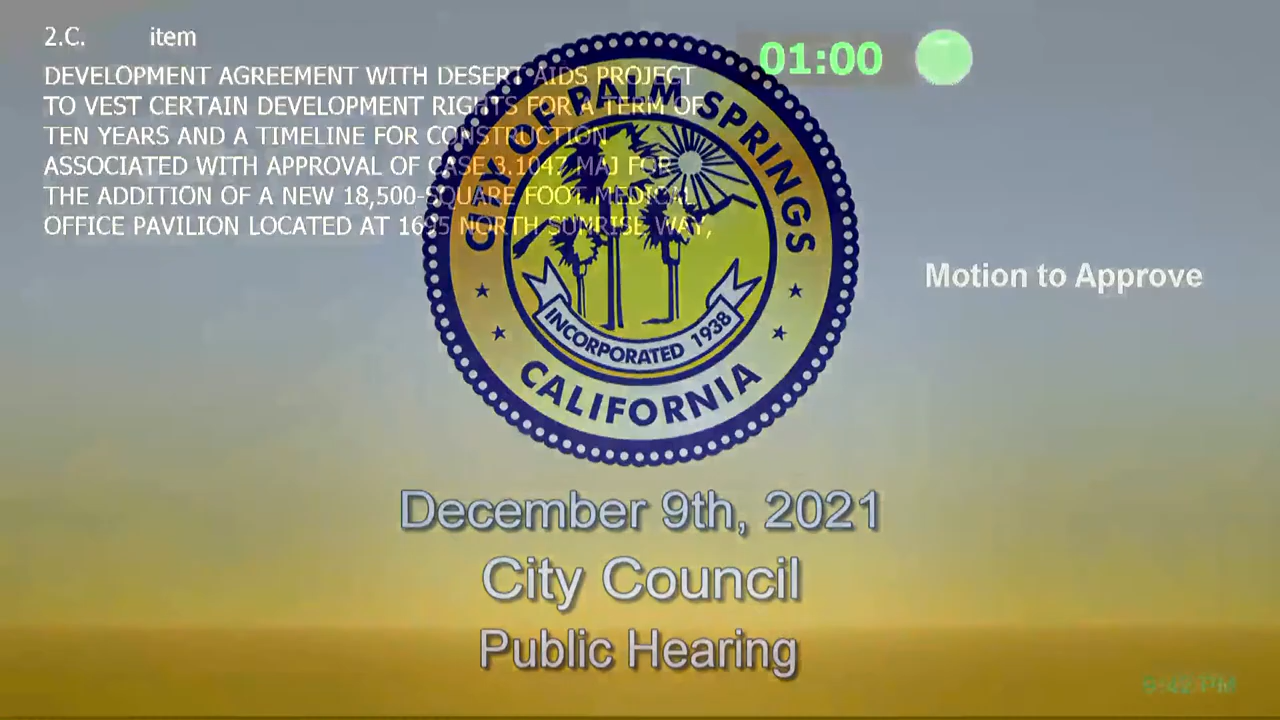 2.C. item
DEVELOPMENT AGREEMENT WITH DESERT AIDS PROJECT
TO VEST CERTAIN DEVELOPMENT RIGHTS FOR A TERM OF
TEN YEARS AND A TIMELINE FOR CONSTRUCTION
ASSOCIATED WITH APPROVAL OF CASE 3.1047 MAJ FOR
THE ADDITION OF A NEW 18,500-SQUARE FOOT MEDICAL
OFFICE PAVILION LOCATED AT 1695 NORTH SUNRISE WAY,
01:00
Motion to Approve
CITY OF PALM SPRINGS
INCORPORATED 1938
CALIFORNIA
December 9th, 2021
City Council
Public Hearing